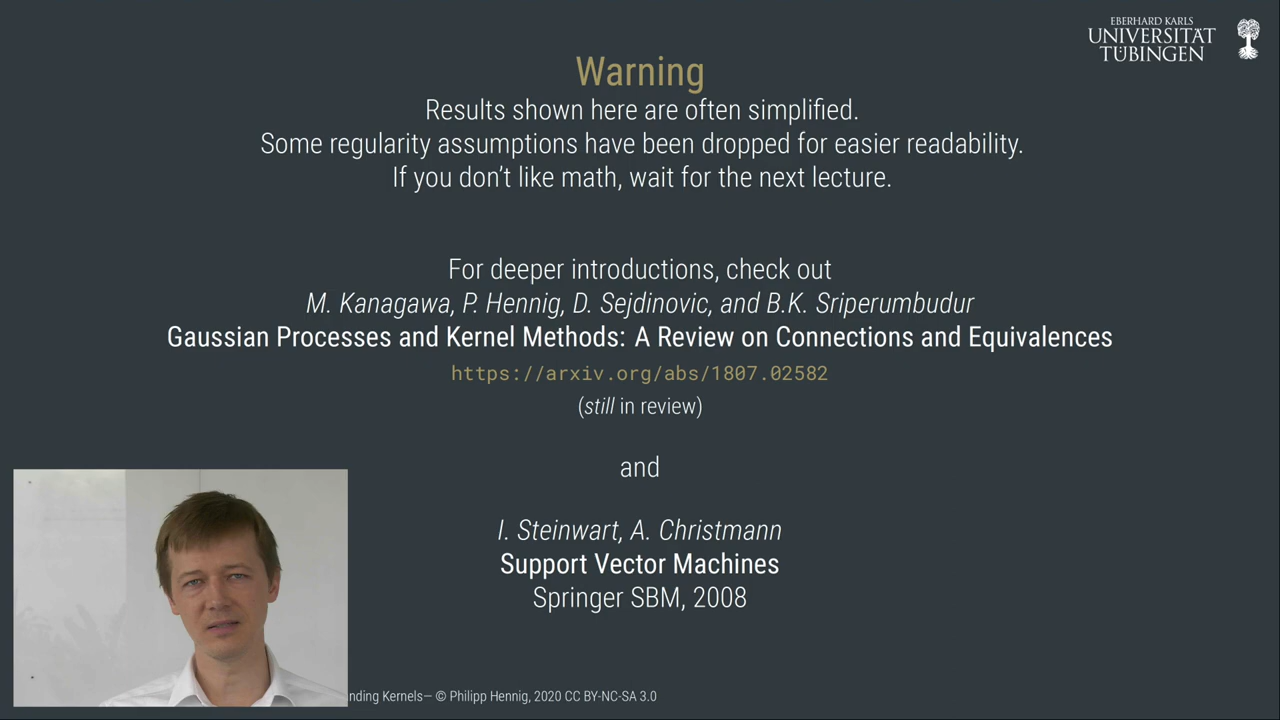 EBERHARD KARLS
UNIVERSITÄT
TÜBINGEN
Warning
Results shown here are often simplified.
Some regularity assumptions have been dropped for easier readability.
If you don't like math, wait for the next lecture.
For deeper introductions, check out
M. Kanagawa, P. Hennig, D. Sejdinovic, and B.K. Sriperumbudur
Gaussian Processes and Kernel Methods: A Review on Connections and Equivalences
https://arxiv.org/abs/1807.02582
(still in review)
and
I. Steinwart, A. Christmann
Support Vector Machines
Springer SBM, 2008
nding Kernels— © Philipp Hennig, 2020 CC BY-NC-SA 3.0